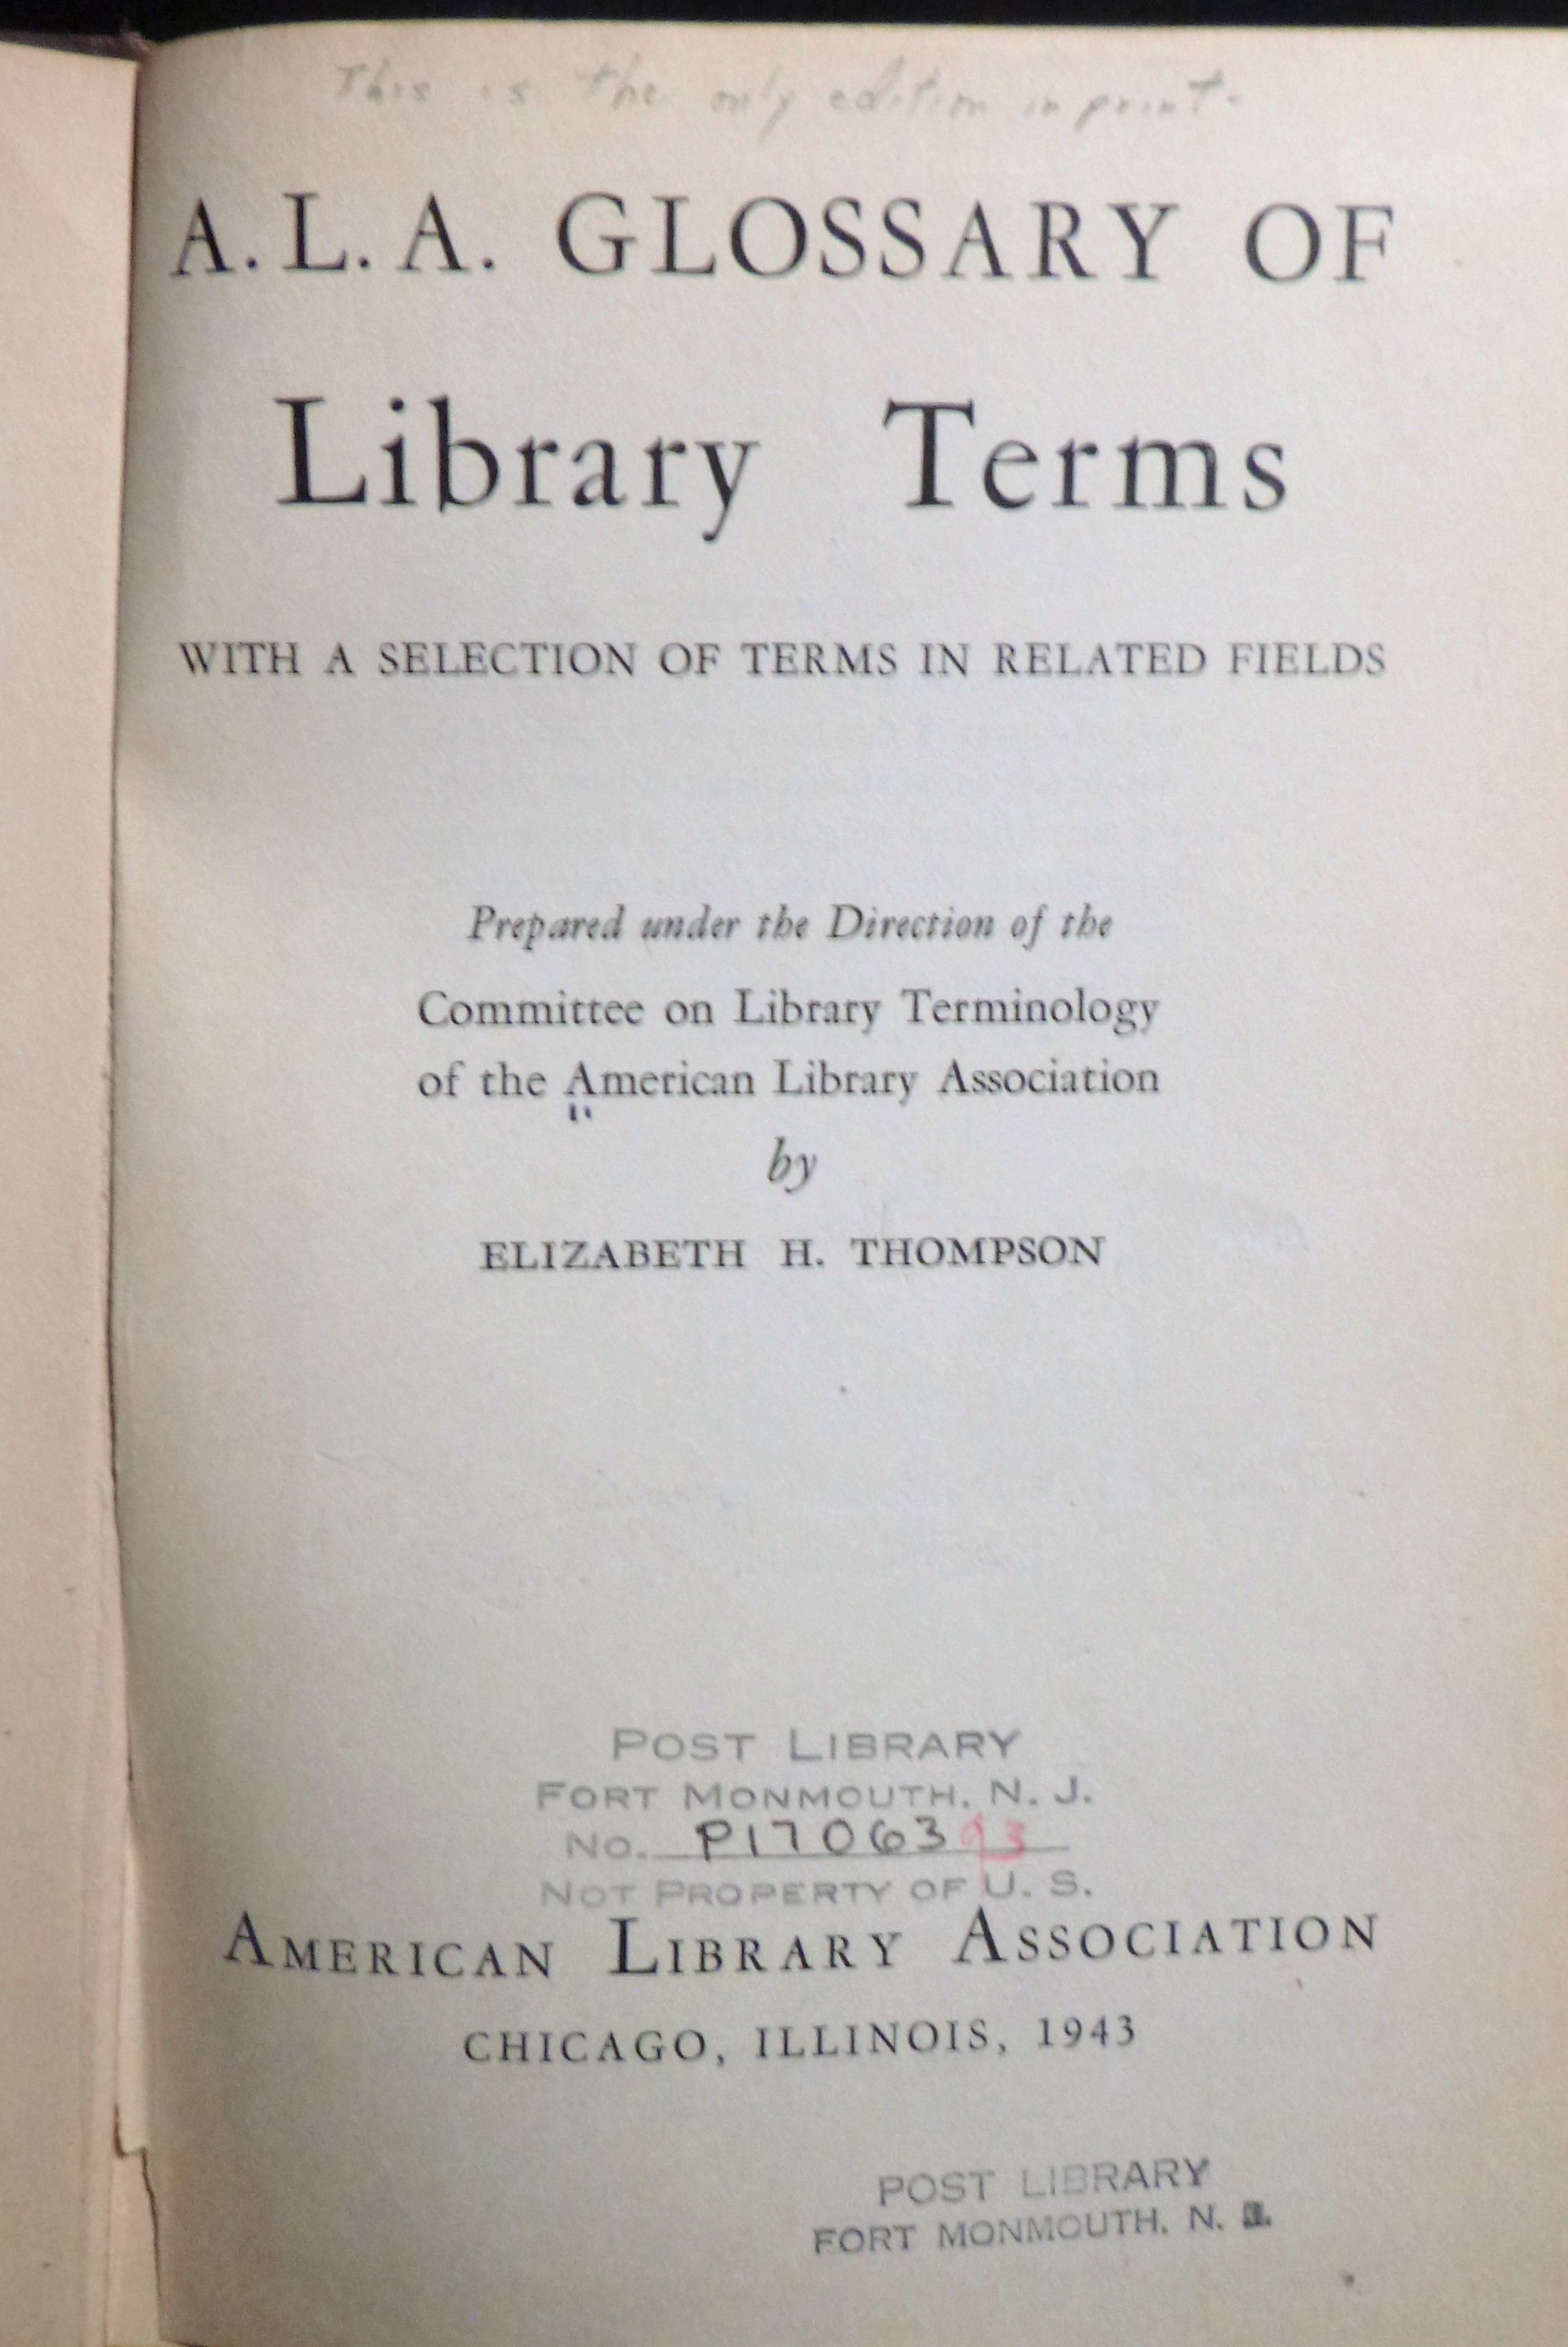 This is the only edition in print.
A.L.A. GLOSSARY OF
Library Terms
WITH A SELECTION OF TERMS IN RELATED FIELDS
Prepared under the Direction of the
Committee on Library Terminology
of the American Library Association
by
ELIZABETH H. THOMPSON
POST LIBRARY
FORT MONMOUTH, N. J.
NO. P17063 93
NOT PROPERTY OF U. S.
AMERICAN LIBRARY ASSOCIATION
CHICAGO, ILLINOIS, 1943
POST LIBRARY
FORT MONMOUTH, N.